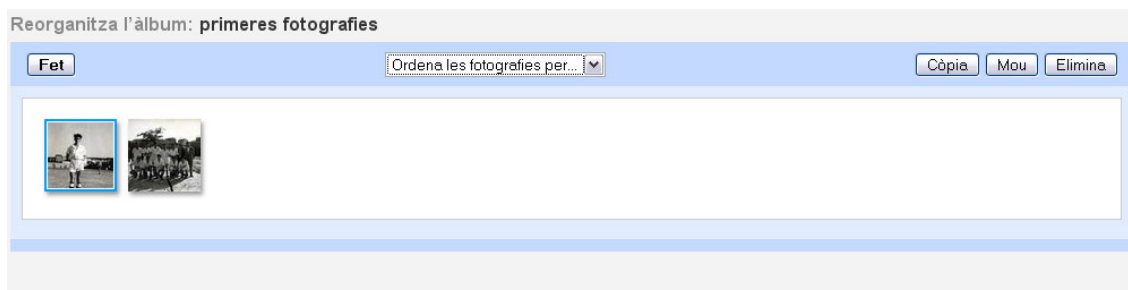 Reorganitza l'àlbum: primeres fotografies
Fet
Ordena les fotografies per...
Còpia
Mou
Elimina